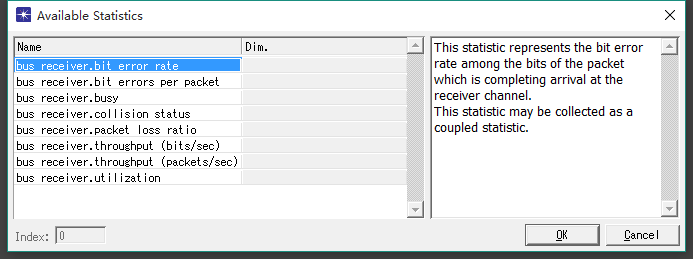 Available Statistics
Name Dim.
bus receiver.bit error rate
bus receiver.bit errors per packet
bus receiver.busy
bus receiver.collision status
bus receiver.packet loss ratio
bus receiver.throughput (bits/sec)
bus receiver.throughput (packets/sec)
bus receiver.utilization
This statistic represents the bit error
rate among the bits of the packet
which is completing arrival at the
receiver channel.
This statistic may be collected as a
coupled statistic.
Index: 0
OK Cancel